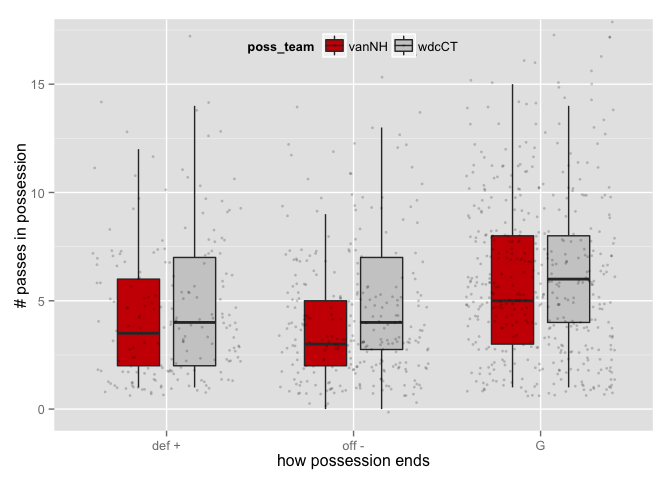 poss_team vanNH wdcCT
15
10
5
0
# passes in possession
def + off - G
how possession ends